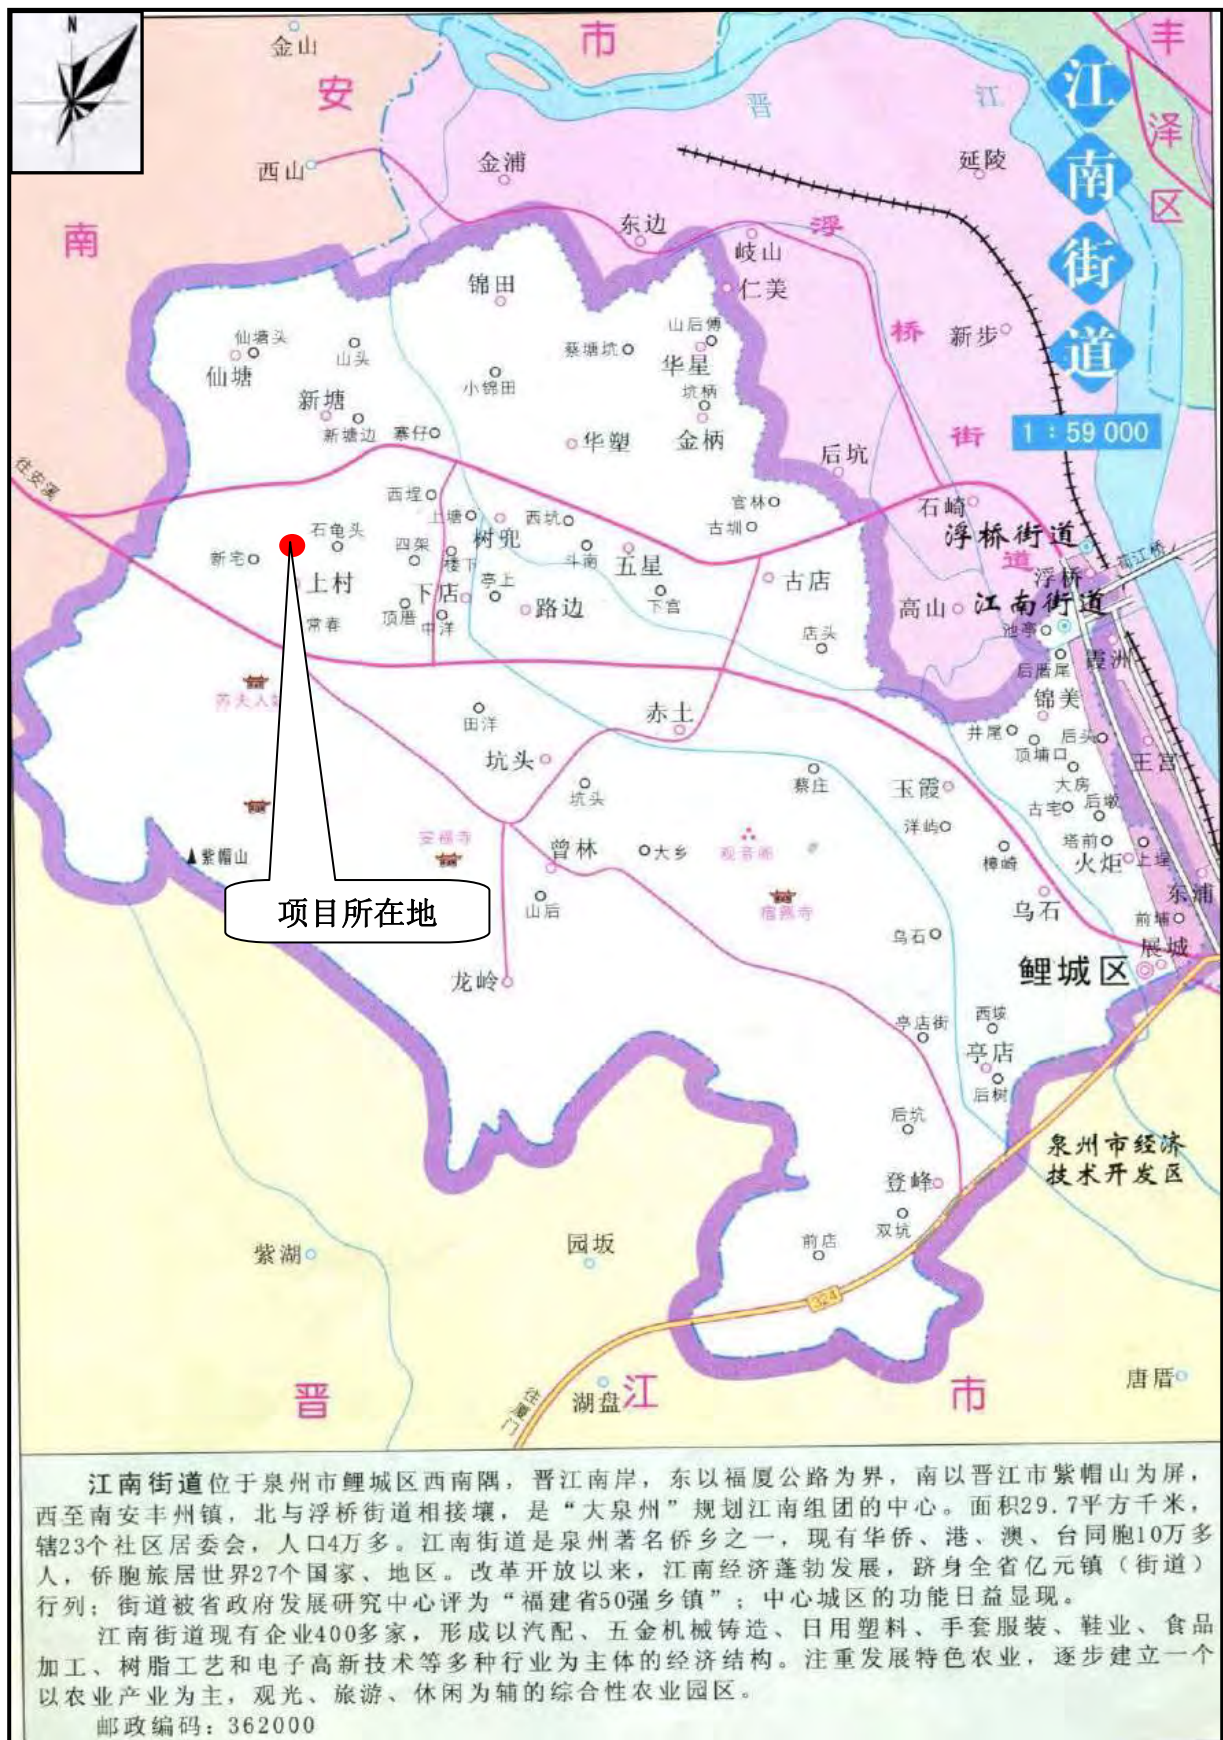 N
金山
市
安
晋
江
丰
泽
区
江南街道
1：59 000
西山
金浦
延陵
南
东边
岐山
浮
桥
街
道
锦田
仁美
仙塘头
仙塘
山头
蔡塘坑
山后傅
华星
新步
小锦田
坑柄
新塘
新塘边
寨仔
华塑
金柄
后坑
往安溪
西埕
官林
石崎
石龟头
上塘
树兜
西坑
古圳
浮桥街道
新宅
四架
楼下
斗南
五星
浮桥
上村
下店
亭上
下宫
古店
高山
江南街道
顶厝
中洋
路边
常春
店头
池亭
后厝尾
霞洲
锦美
田洋
赤土
井尾
顶埔口
后头
王宫
坑头
坑头
蔡庄
玉霞
大房
古宅
后墩
洋屿
安福寺
曾林
大乡
樟崎
塔前
火炬
上埕
紫帽山
东浦
项目所在地
山后
宿燕寺
乌石
前埔
乌石
展城
鲤城区
龙岭
亭店街
亭店
后树
后坑
泉州市经济
技术开发区
登峰
双坑
前店
紫湖
园坂
324
唐厝
晋
湖盘
江
市
往厦门
江南街道位于泉州市鲤城区西南隅，晋江南岸，东以福厦公路为界，南以晋江市紫帽山为屏，
西至南安丰州镇，北与浮桥街道相接壤，是“大泉州”规划江南组团的中心。面积29.7平方千米，
辖23个社区居委会，人口4万多。江南街道是泉州著名侨乡之一，现有华侨、港、澳、台同胞10万多
人，侨胞旅居世界27个国家、地区。改革开放以来，江南经济蓬勃发展，跻身全省亿元镇（街道）
行列；街道被省政府发展研究中心评为“福建省50强乡镇”；中心城区的功能日益显现。
江南街道现有企业400多家，形成以汽配、五金机械铸造、日用塑料、手套服装、鞋业、食品
加工、树脂工艺和电子高新技术等多种行业为主体的经济结构。注重发展特色农业，逐步建立一个
以农业产业为主，观光、旅游、休闲为辅的综合性农业园区。
邮政编码：362000